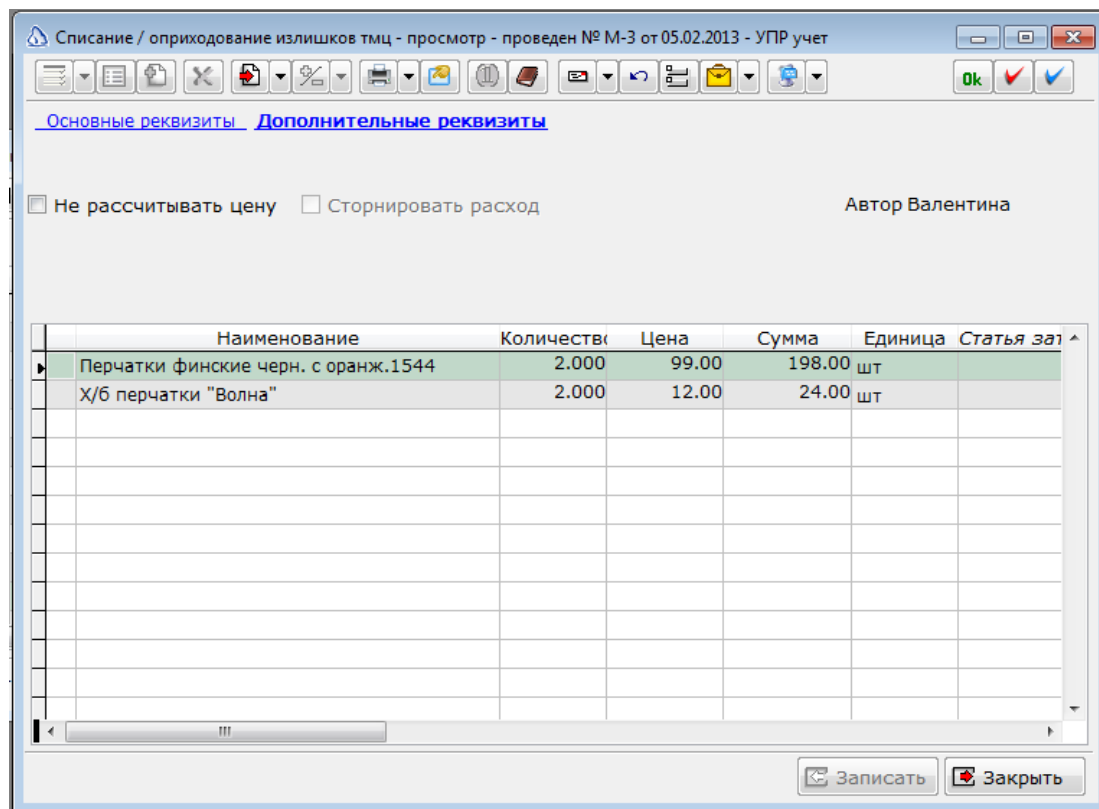 Списание / оприходование излишков тмц - просмотр - проведен № М-3 от 05.02.2013 - УПР учет
Ok
Основные реквизиты Дополнительные реквизиты
Не рассчитывать цену Сторнировать расход Автор Валентина
Наименование Количество Цена Сумма Единица Статья зат
Перчатки финские черн. с оранж.1544 2.000 99.00 198.00 шт
Х/б перчатки "Волна" 2.000 12.00 24.00 шт
Записать Закрыть